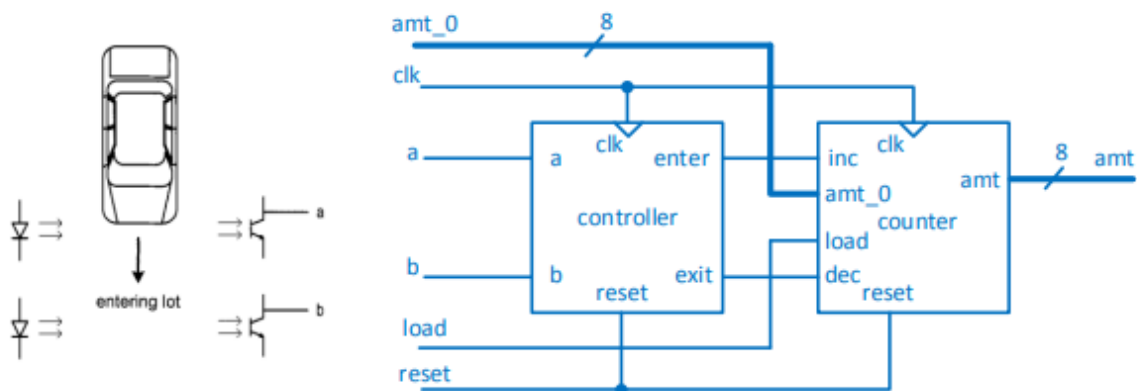 a
entering lot
b
amt_0
8
clk
a
b
load
reset
clk
a
enter
controller
b
exit
reset
clk
inc
amt_0
amt
counter
load
dec
reset
8
amt